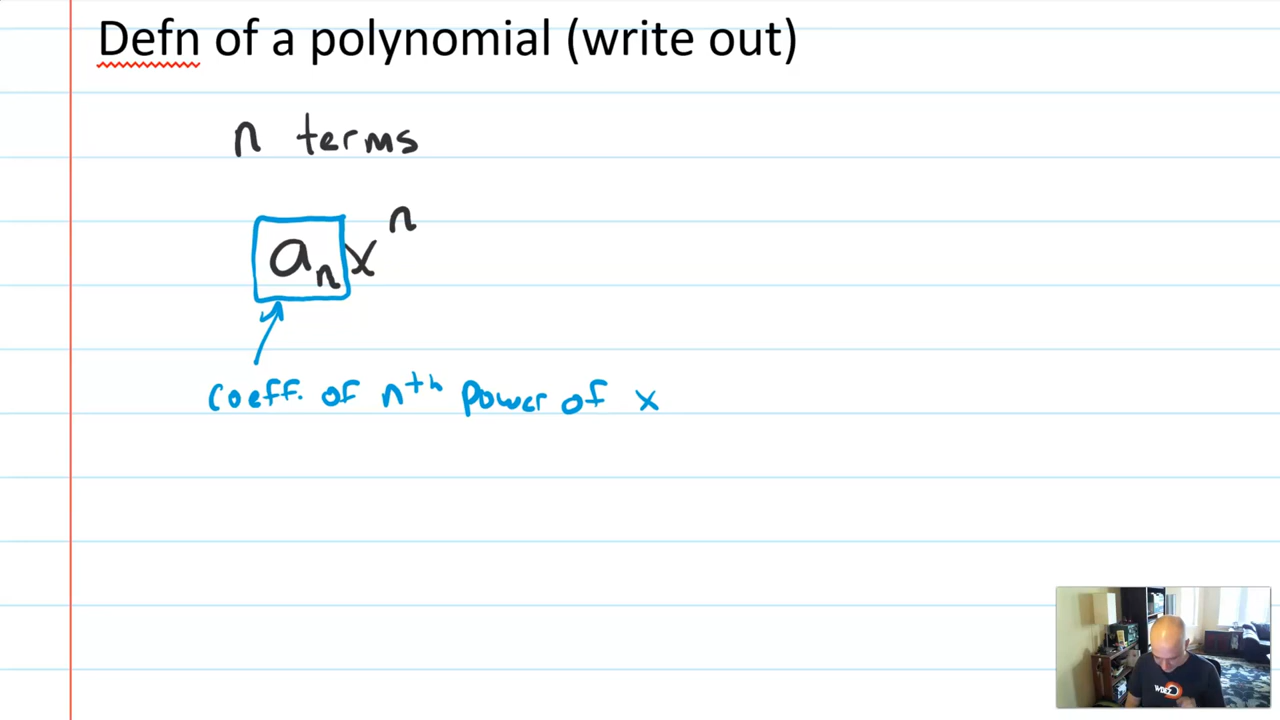 Defn of a polynomial (write out)
n terms
aₙxⁿ
coeff. of nᵗʰ power of x